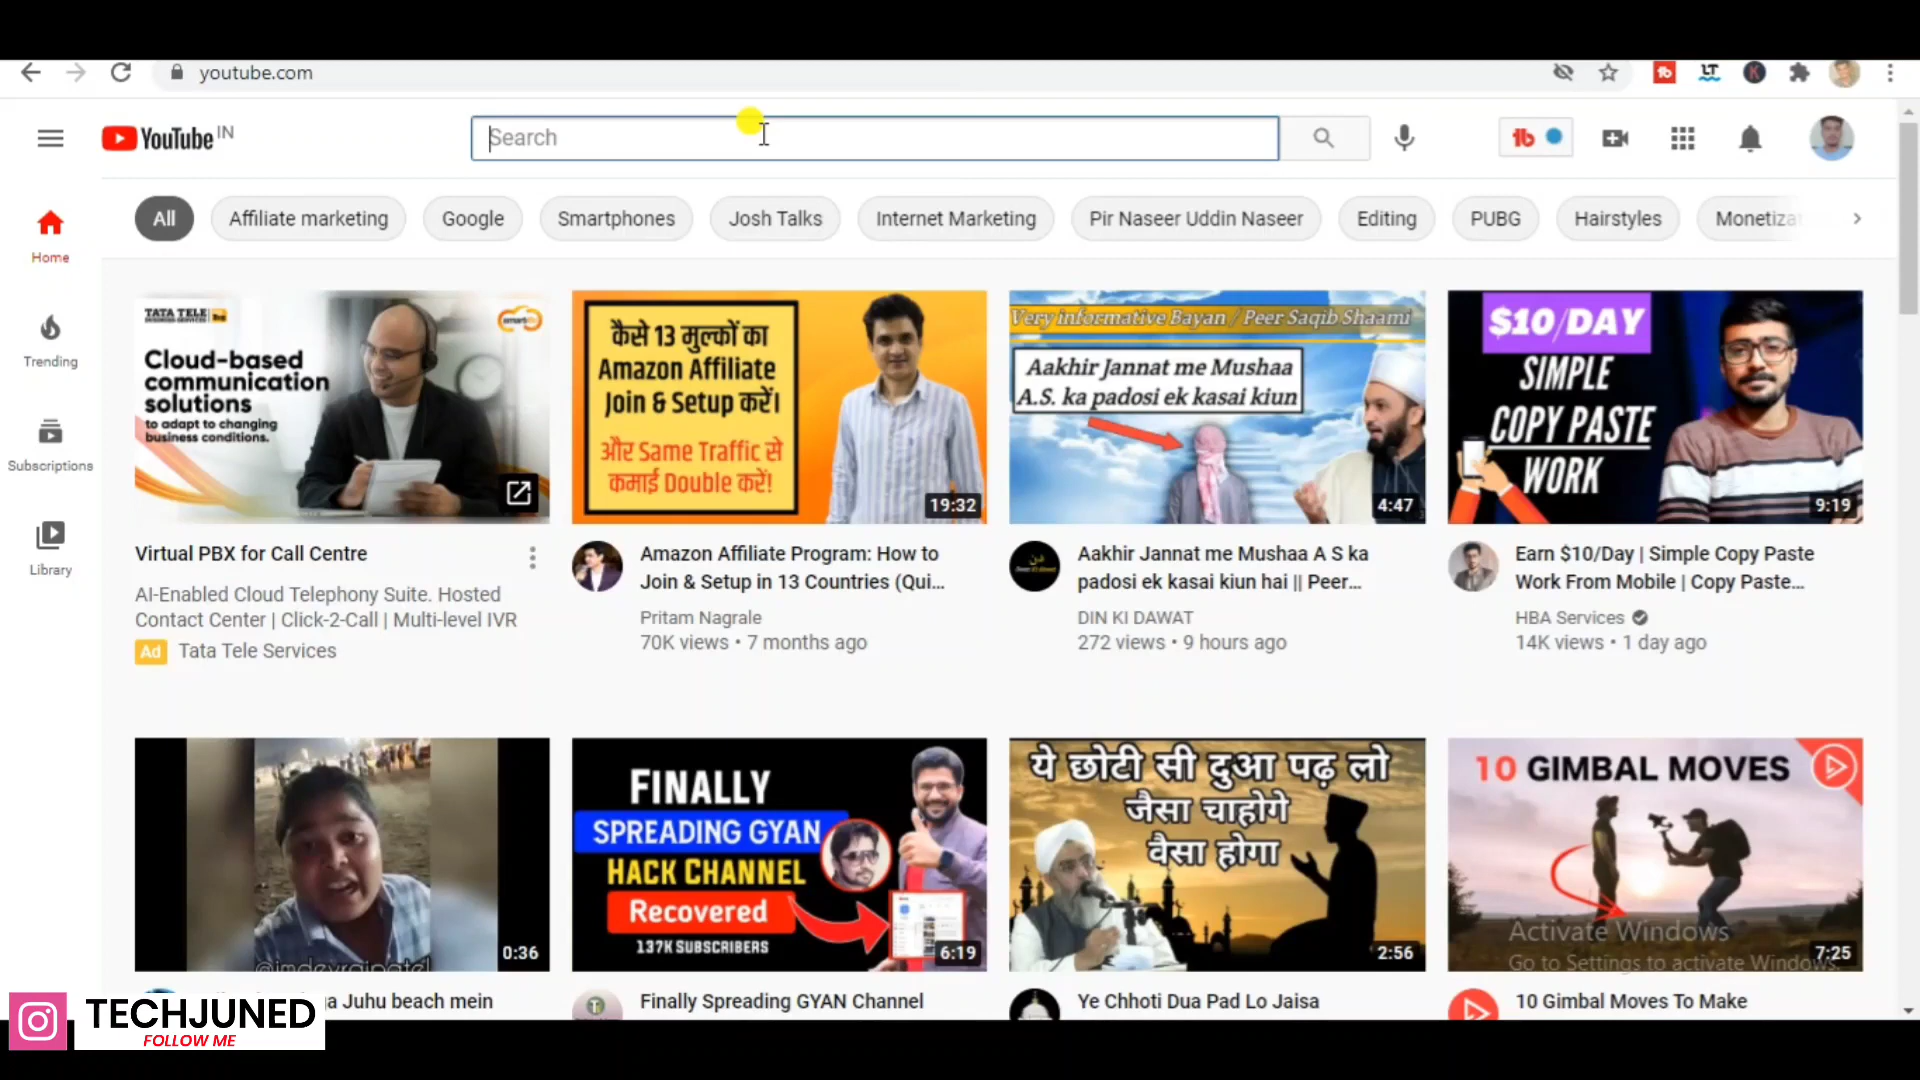 youtube.com
YouTube IN
Search
All
Affiliate marketing
Google
Smartphones
Josh Talks
Internet Marketing
Pir Naseer Uddin Naseer
Editing
PUBG
Hairstyles
Monetiza
Home
Trending
Subscriptions
Library
TATA TELE
Cloud-based
communication
solutions
to adapt to changing
business conditions.
कैसे 13 मुल्कों का
Amazon Affiliate
Join & Setup करें।
और Same Traffic से
कमाई Double करें!
19:32
Very informative Bayan / Peer Saqib Shaami
Aakhir Jannat me Mushaa
A.S. ka padosi ek kasai kiun
4:47
$10/DAY
SIMPLE
COPY PASTE
WORK
9:19
Virtual PBX for Call Centre
AI-Enabled Cloud Telephony Suite. Hosted
Contact Center | Click-2-Call | Multi-level IVR
Ad Tata Tele Services
Amazon Affiliate Program: How to
Join & Setup in 13 Countries (Qui...
Pritam Nagrale
70K views • 7 months ago
Aakhir Jannat me Mushaa A S ka
padosi ek kasai kiun hai || Peer...
DIN KI DAWAT
272 views • 9 hours ago
Earn $10/Day | Simple Copy Paste
Work From Mobile | Copy Paste...
HBA Services
14K views • 1 day ago
0:36
FINALLY
SPREADING GYAN
HACK CHANNEL
Recovered
137K SUBSCRIBERS
6:19
ये छोटी सी दुआ पढ़ लो
जैसा चाहोगे
वैसा होगा
2:56
10 GIMBAL MOVES
7:25
Activate Windows
Go to Settings to activate Windows.
Juhu beach mein
Finally Spreading GYAN Channel
Ye Chhoti Dua Pad Lo Jaisa
10 Gimbal Moves To Make
TECHJUNED
FOLLOW ME